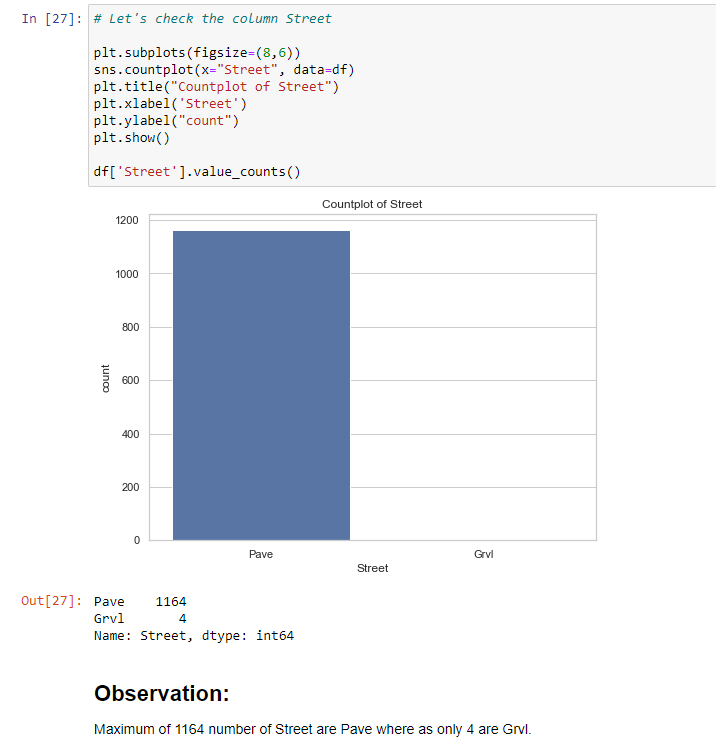 In [27]: # Let's check the column Street
plt.subplots(figsize=(8,6))
sns.countplot(x="Street", data=df)
plt.title("Countplot of Street")
plt.xlabel('Street')
plt.ylabel("count")
plt.show()
df['Street'].value_counts()
Countplot of Street
1200
1000
800
600
400
200
0
count
Pave Grvl
Street
Out[27]: Pave 1164
Grvl 4
Name: Street, dtype: int64
Observation:
Maximum of 1164 number of Street are Pave where as only 4 are Grvl.